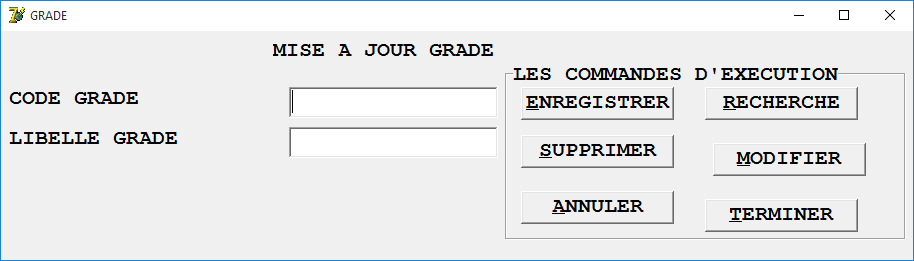 GRADE
MISE A JOUR GRADE
CODE GRADE
LIBELLE GRADE
LES COMMANDES D'EXECUTION
ENREGISTRER
RECHERCHE
SUPPRIMER
MODIFIER
ANNULER
TERMINER